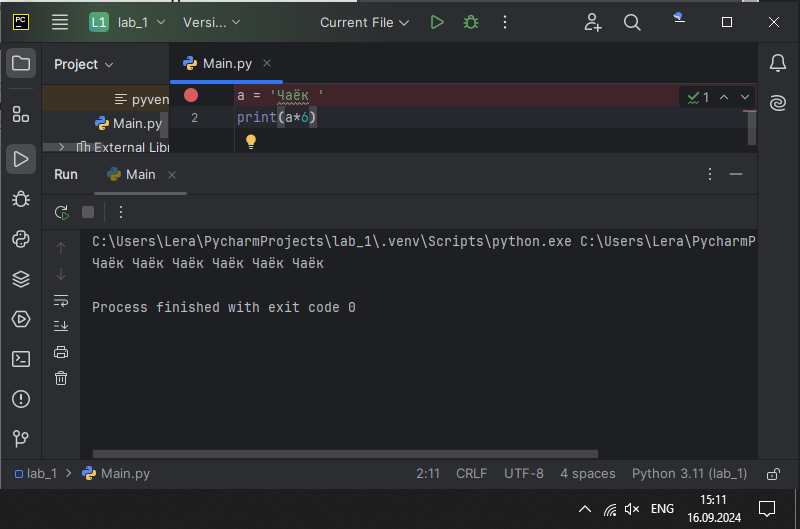 PC L1 lab_1 Versi... Current File
Project
Main.py
pyven
Main.py
External Libr
a = 'Чаёк '
1
2 print(a*6)
Run Main
C:\Users\Lera\PycharmProjects\lab_1\.venv\Scripts\python.exe C:\Users\Lera\PycharmP
Чаёк Чаёк Чаёк Чаёк Чаёк Чаёк
Process finished with exit code 0
lab_1 > Main.py 2:11 CRLF UTF-8 4 spaces Python 3.11 (lab_1)
ENG 15:11
16.09.2024